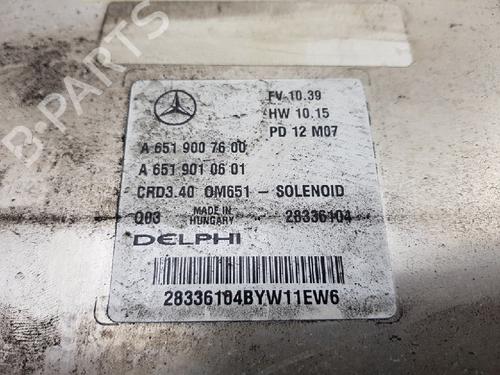 B-PARTS
FV 10.39
HW 10.15
PD 12 M07
A 651 900 76 00
A 651 901 06 01
CRD3.40 OM651 - SOLENOID
Q03 MADE IN HUNGARY 28336104
DELPHI
28336104BYW11EW6